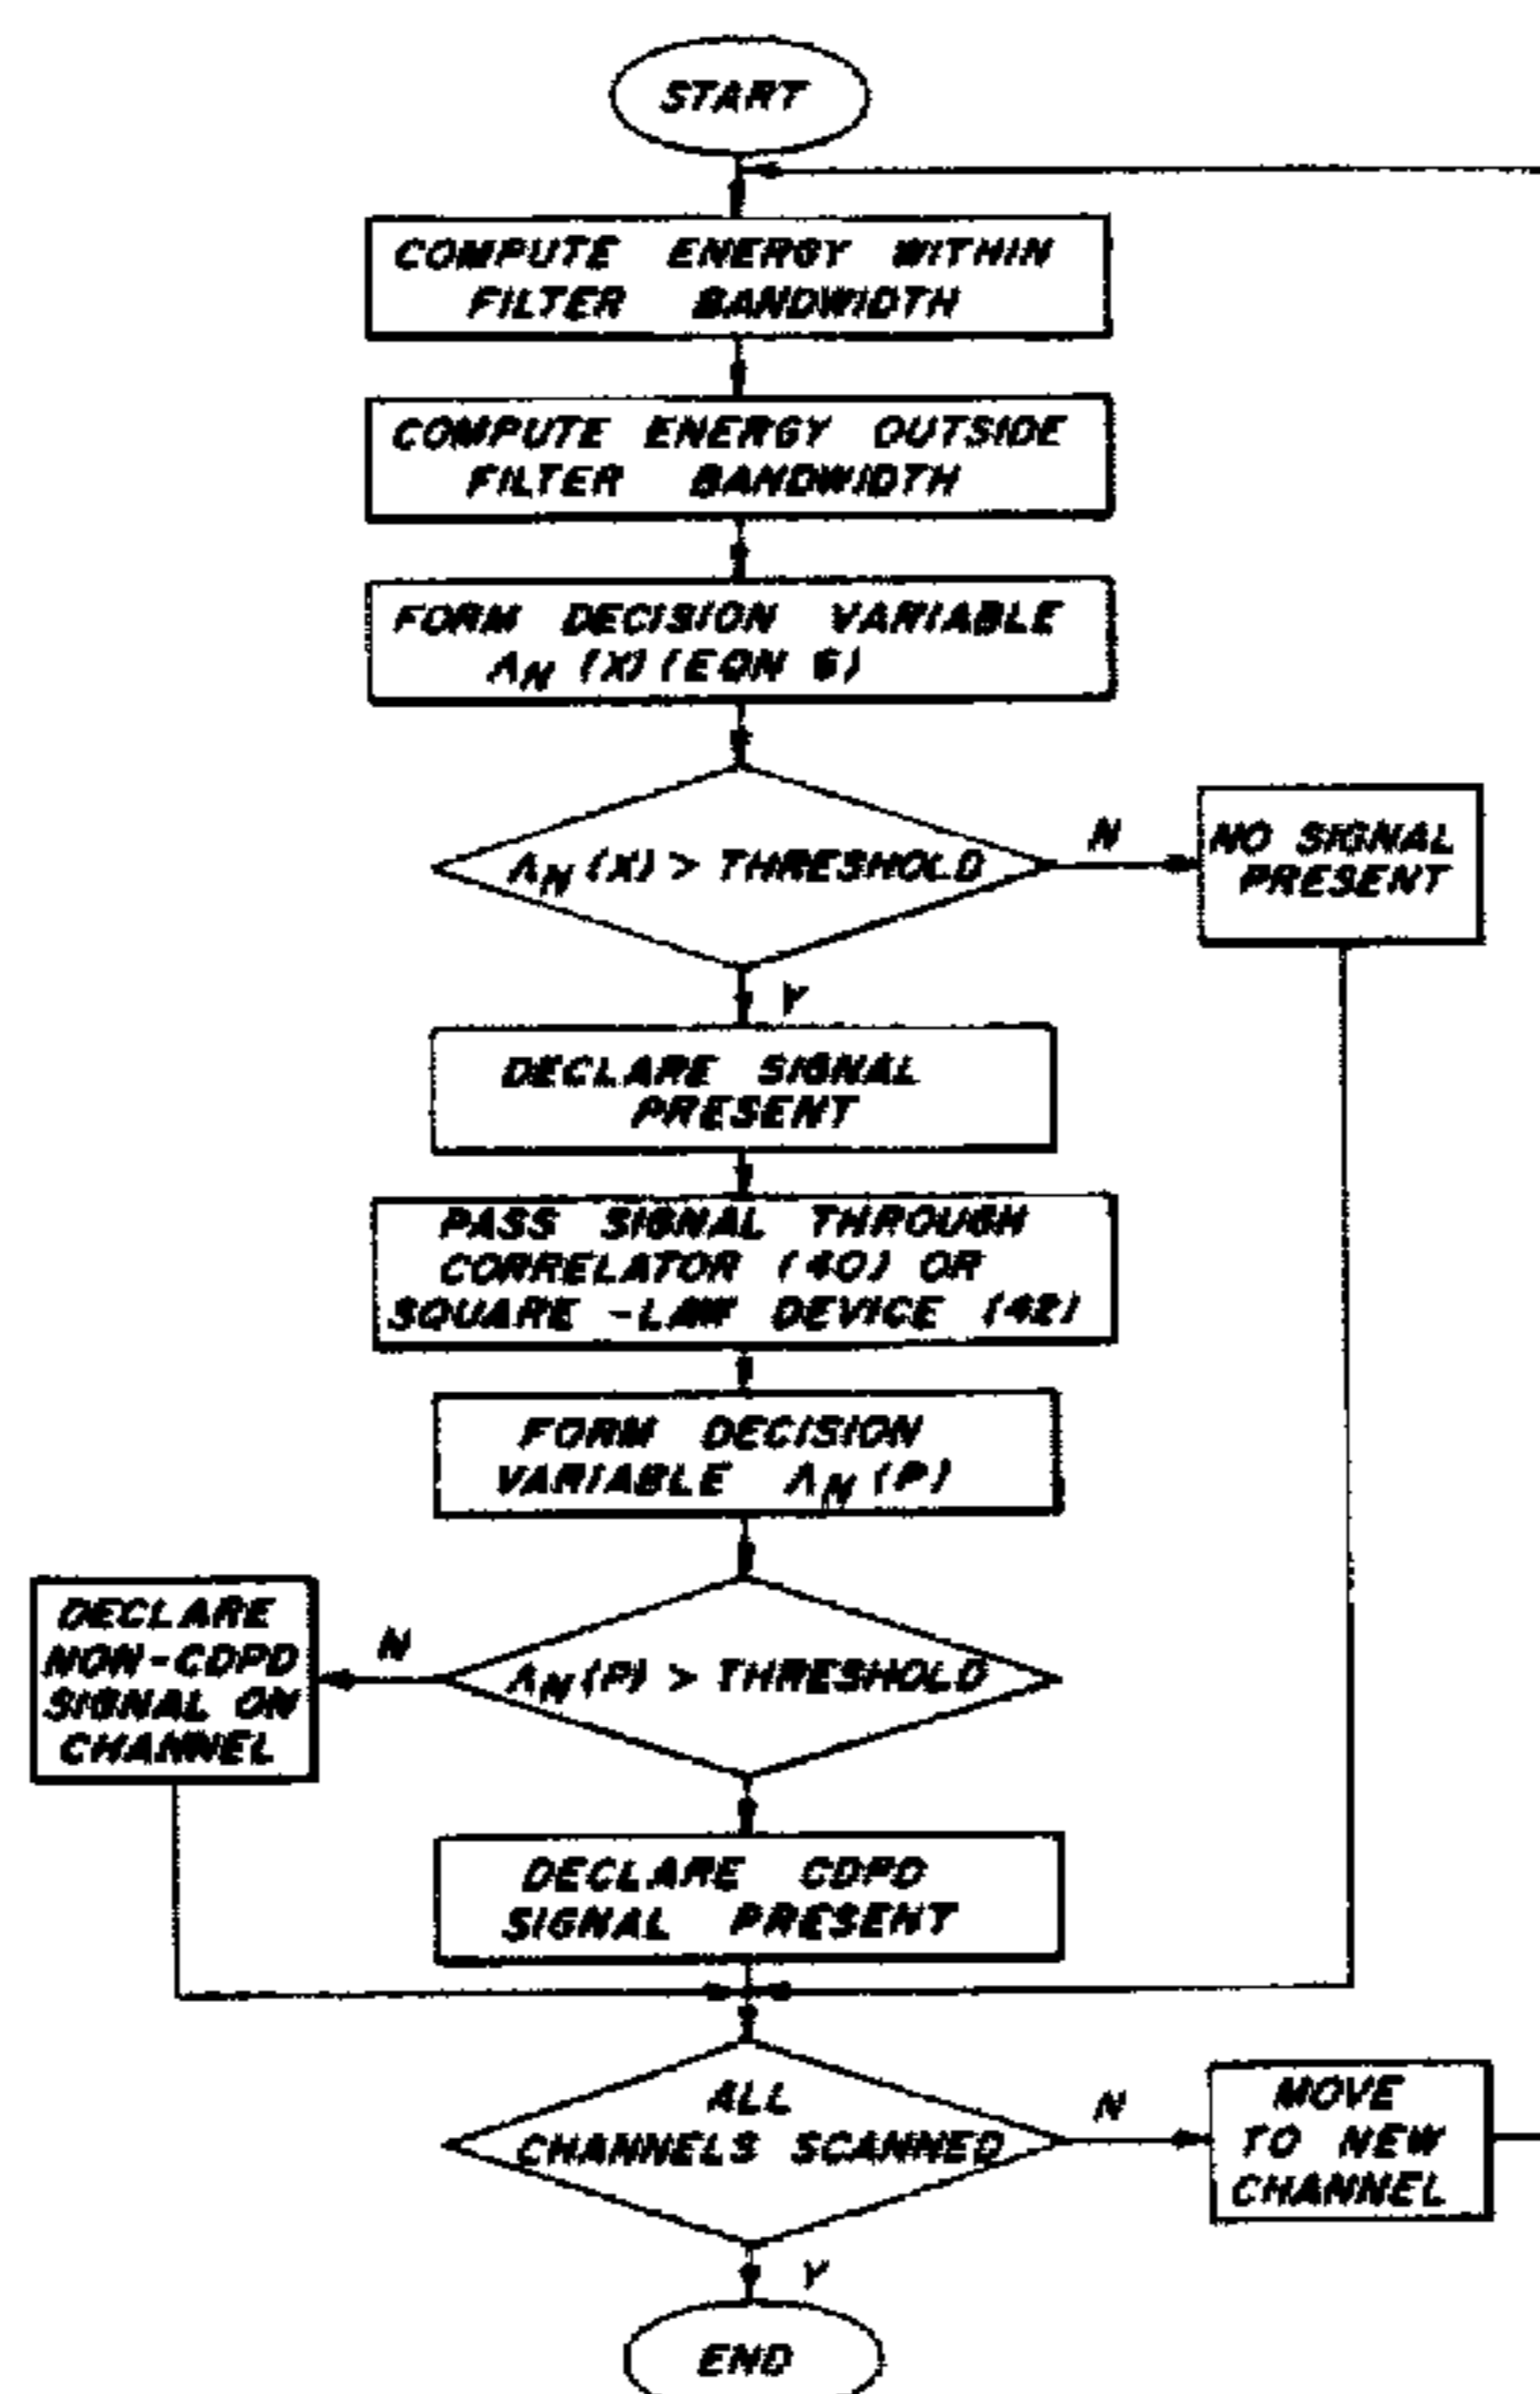 START
COMPUTE ENERGY WITHIN
FILTER BANDWIDTH
COMPUTE ENERGY OUTSIDE
FILTER BANDWIDTH
FORM DECISION VARIABLE
ΛN (X) (EQN 6)
ΛN (X) > THRESHOLD
N
NO SIGNAL
PRESENT
Y
DECLARE SIGNAL
PRESENT
PASS SIGNAL THROUGH
CORRELATOR (40) OR
SQUARE -LAW DEVICE (42)
FORM DECISION
VARIABLE ΛN (P)
DECLARE
NON-CDPD
SIGNAL ON
CHANNEL
N
ΛN (P) > THRESHOLD
DECLARE CDPD
SIGNAL PRESENT
ALL
CHANNELS SCANNED
N
MOVE
TO NEW
CHANNEL
Y
END